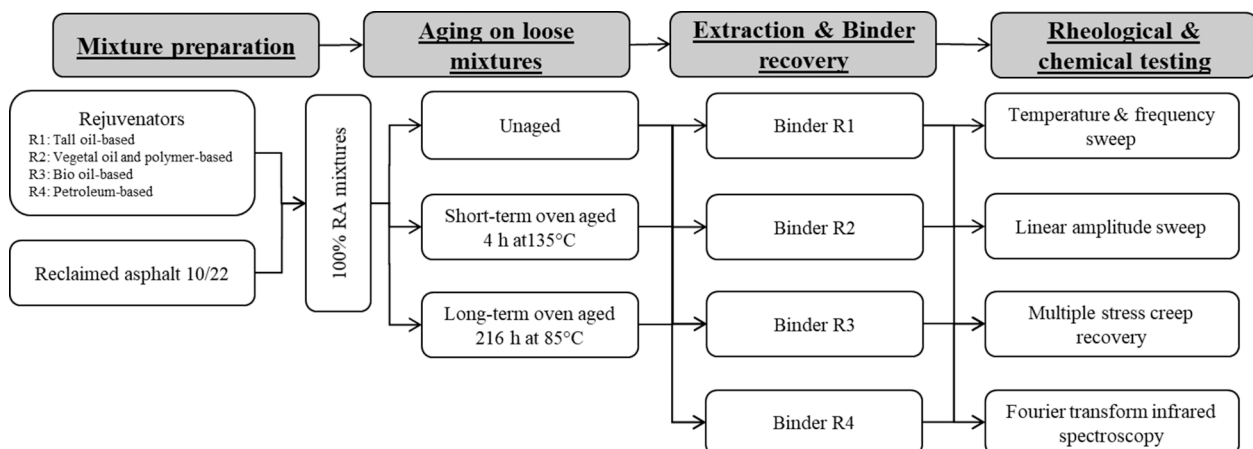 Mixture preparation
Aging on loose
mixtures
Extraction & Binder
recovery
Rheological &
chemical testing
Rejuvenators
R1: Tall oil-based
R2: Vegetal oil and polymer-based
R3: Bio oil-based
R4: Petroleum-based
Reclaimed asphalt 10/22
100% RA mixtures
Unaged
Short-term oven aged
4 h at135°C
Long-term oven aged
216 h at 85°C
Binder R1
Binder R2
Binder R3
Binder R4
Temperature & frequency
sweep
Linear amplitude sweep
Multiple stress creep
recovery
Fourier transform infrared
spectroscopy